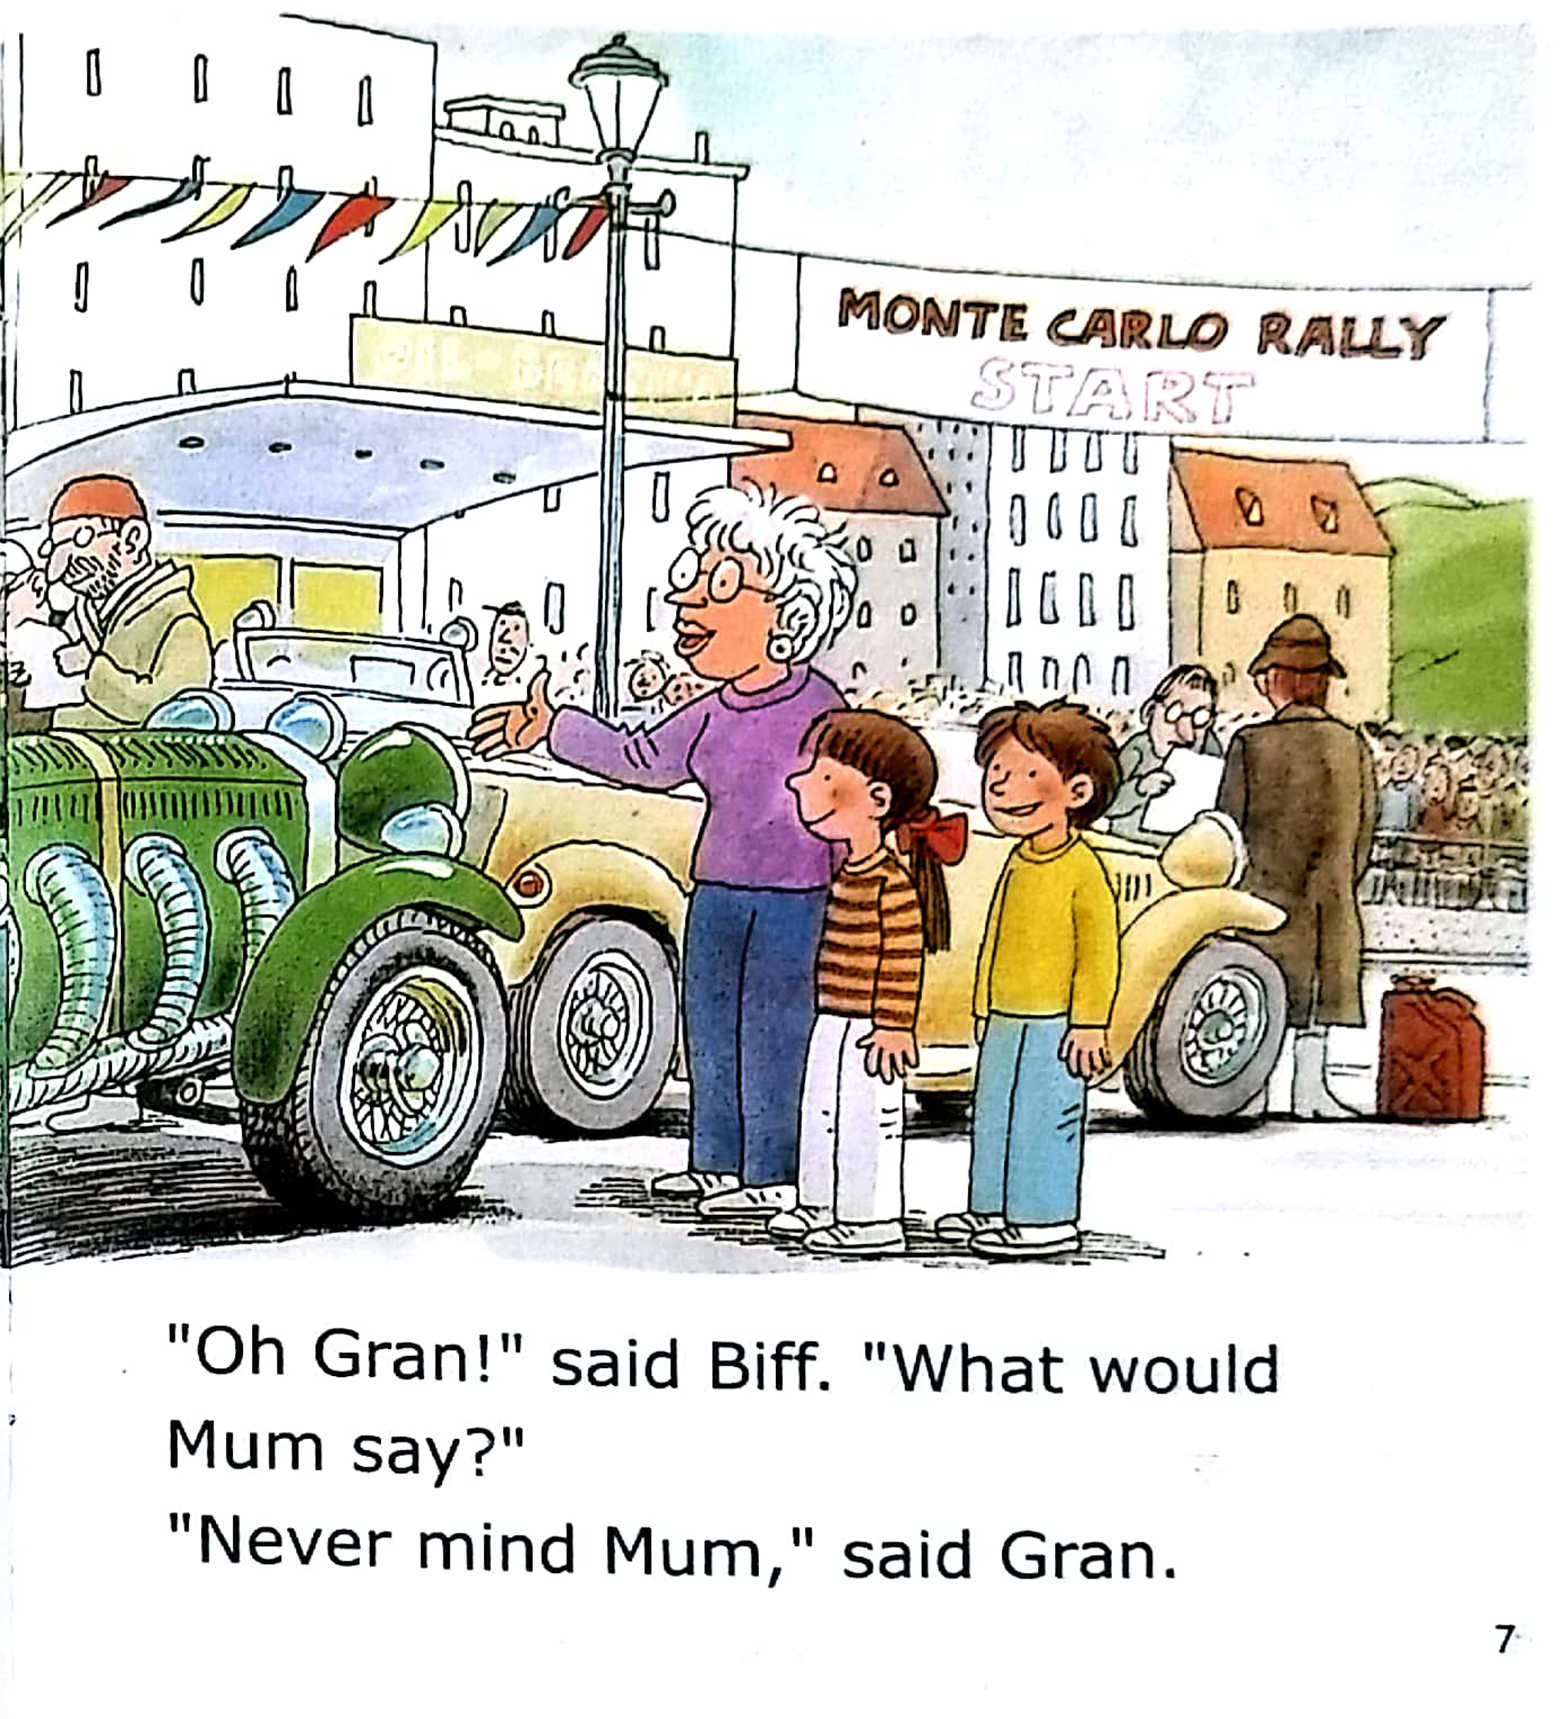 MONTE CARLO RALLY
START
"Oh Gran!" said Biff. "What would
Mum say?"
"Never mind Mum," said Gran.
7